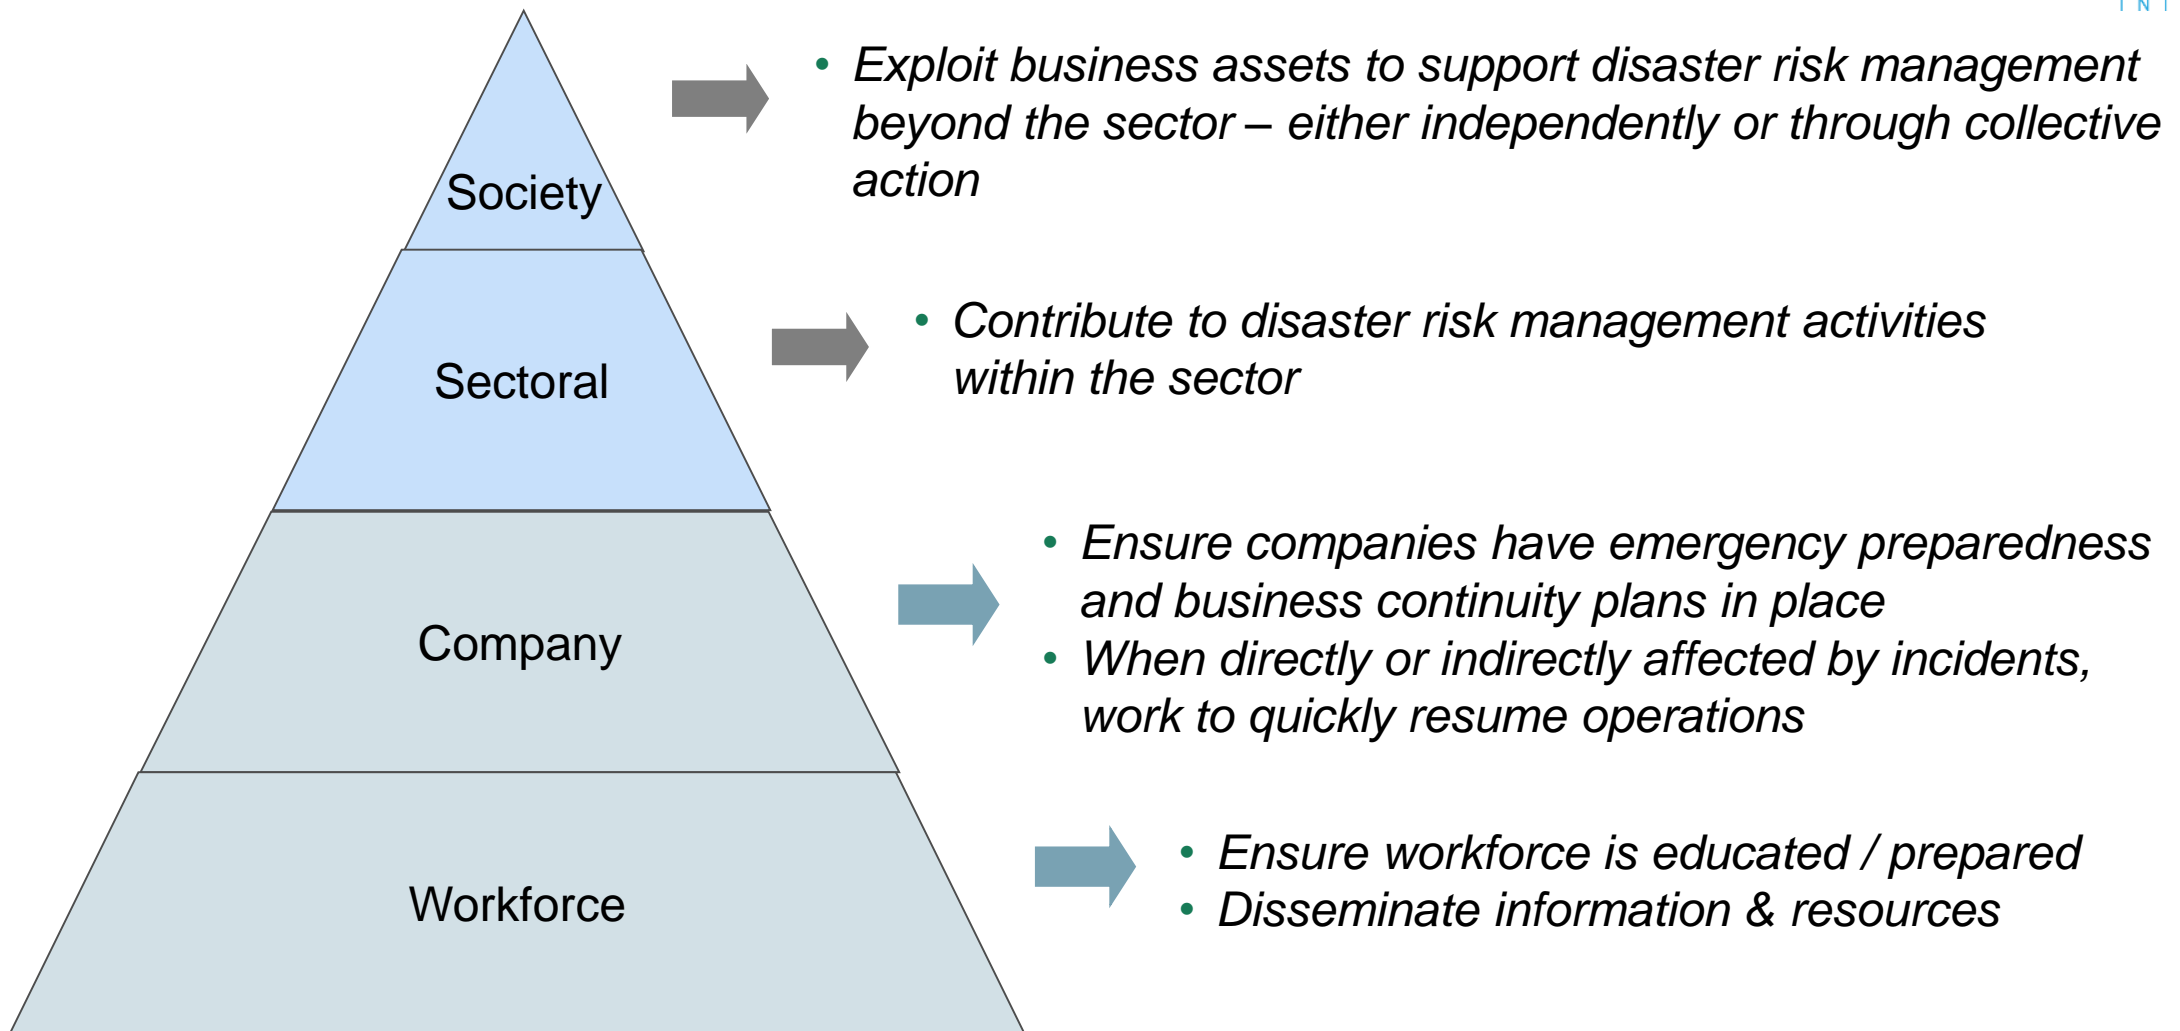 • Exploit business assets to support disaster risk management
beyond the sector – either independently or through collective
action
Society
• Contribute to disaster risk management activities
within the sector
Sectoral
• Ensure companies have emergency preparedness
and business continuity plans in place
• When directly or indirectly affected by incidents,
work to quickly resume operations
Company
• Ensure workforce is educated / prepared
• Disseminate information & resources
Workforce